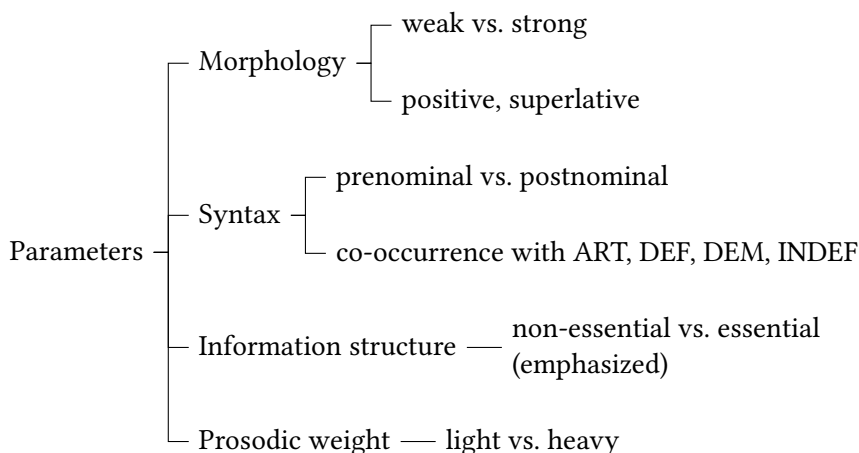 weak vs. strong
Morphology
positive, superlative
prenominal vs. postnominal
Syntax
co-occurrence with ART, DEF, DEM, INDEF
Parameters
non-essential vs. essential
Information structure
(emphasized)
Prosodic weight
light vs. heavy